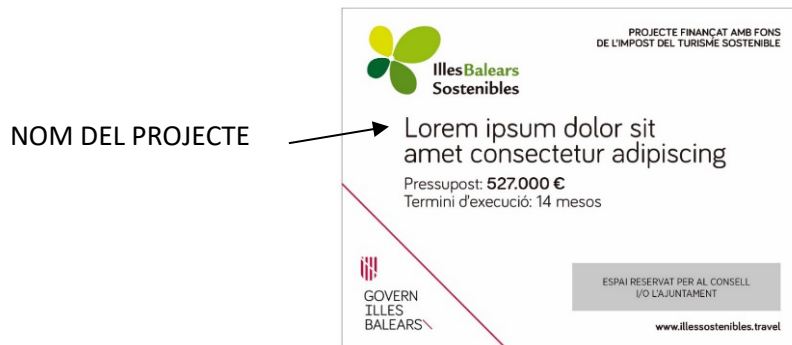 PROJECTE FINANÇAT AMB FONS
DE L'IMPOST DEL TURISME SOSTENIBLE
IllesBalears
Sostenibles
NOM DEL PROJECTE
Lorem ipsum dolor sit
amet consectetur adipiscing
Pressupost: 527.000 €
Termini d'execució: 14 mesos
GOVERN
ILLES
BALEARS
ESPAI RESERVAT PER AL CONSELL
I/O L'AJUNTAMENT
www.illessostenibles.travel